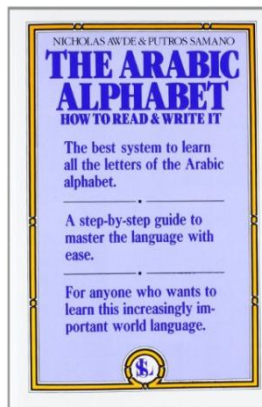 NICHOLAS AWDE & PUTROS SAMANO
THE ARABIC
ALPHABET
HOW TO READ & WRITE IT
The best system to learn
all the letters of the Arabic
alphabet.
A step-by-step guide to
master the language with
ease.
For anyone who wants to
learn this increasingly im-
portant world language.